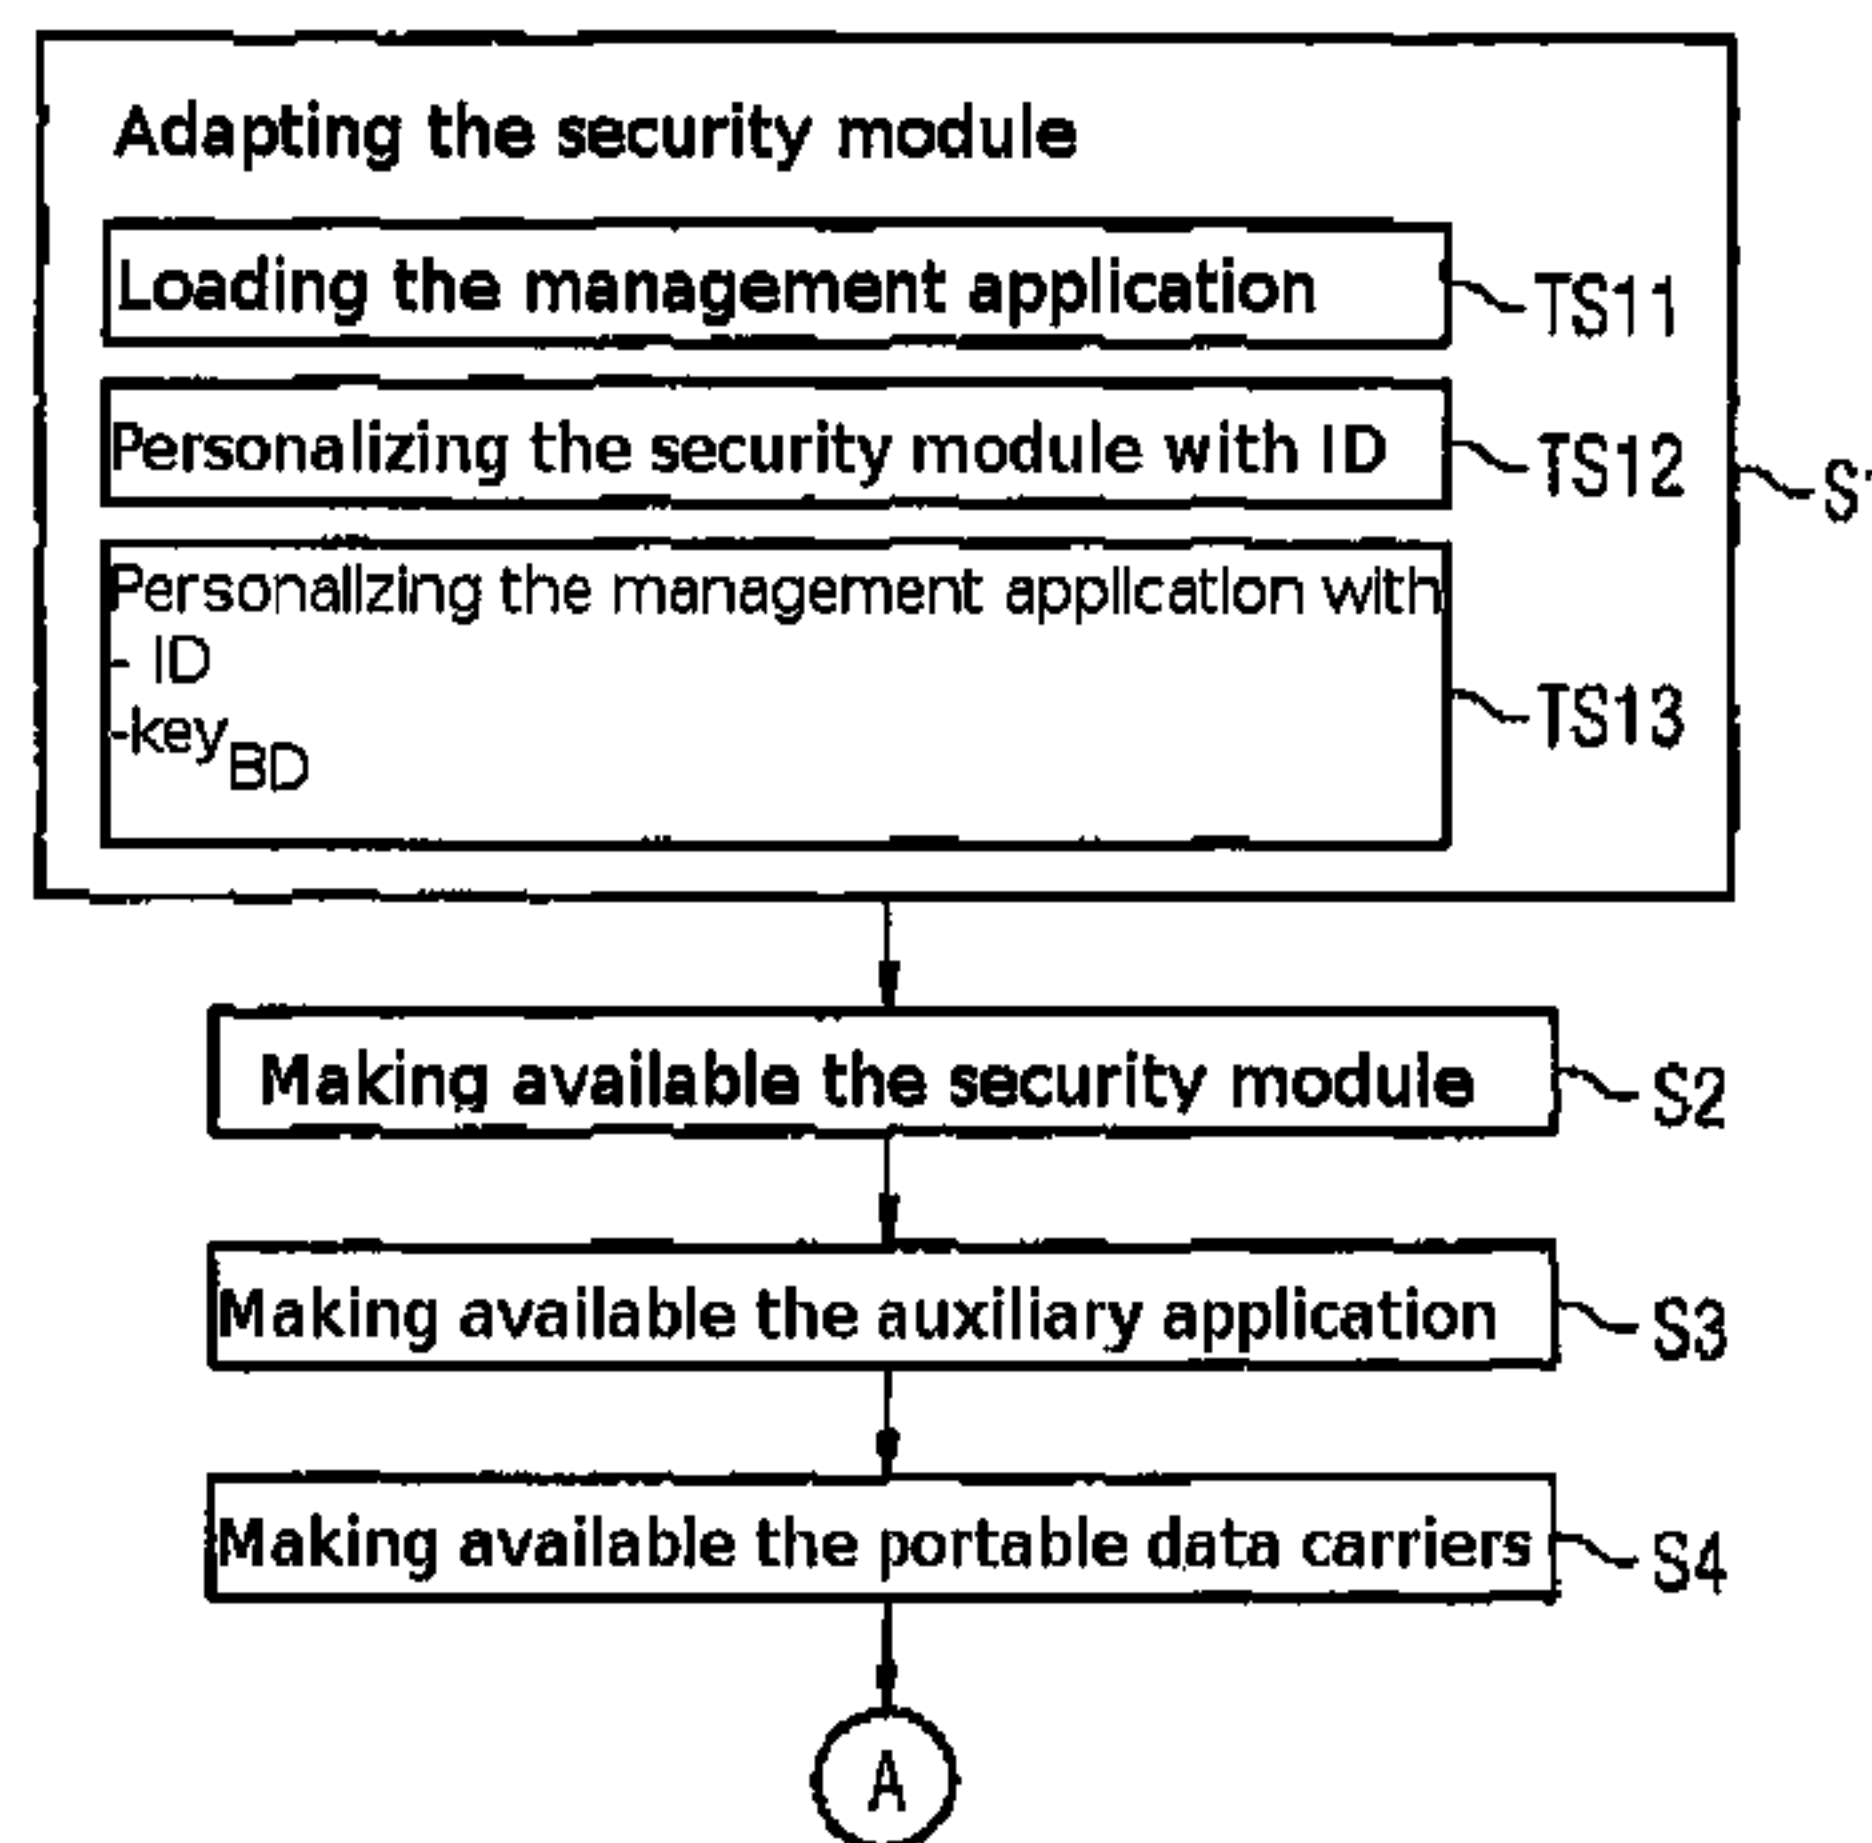 Adapting the security module
Loading the management application
TS11
Personalizing the security module with ID
TS12
Personalizing the management application with
- ID
-keyBD
TS13
Making available the security module
S2
Making available the auxiliary application
S3
Making available the portable data carriers
S4
A